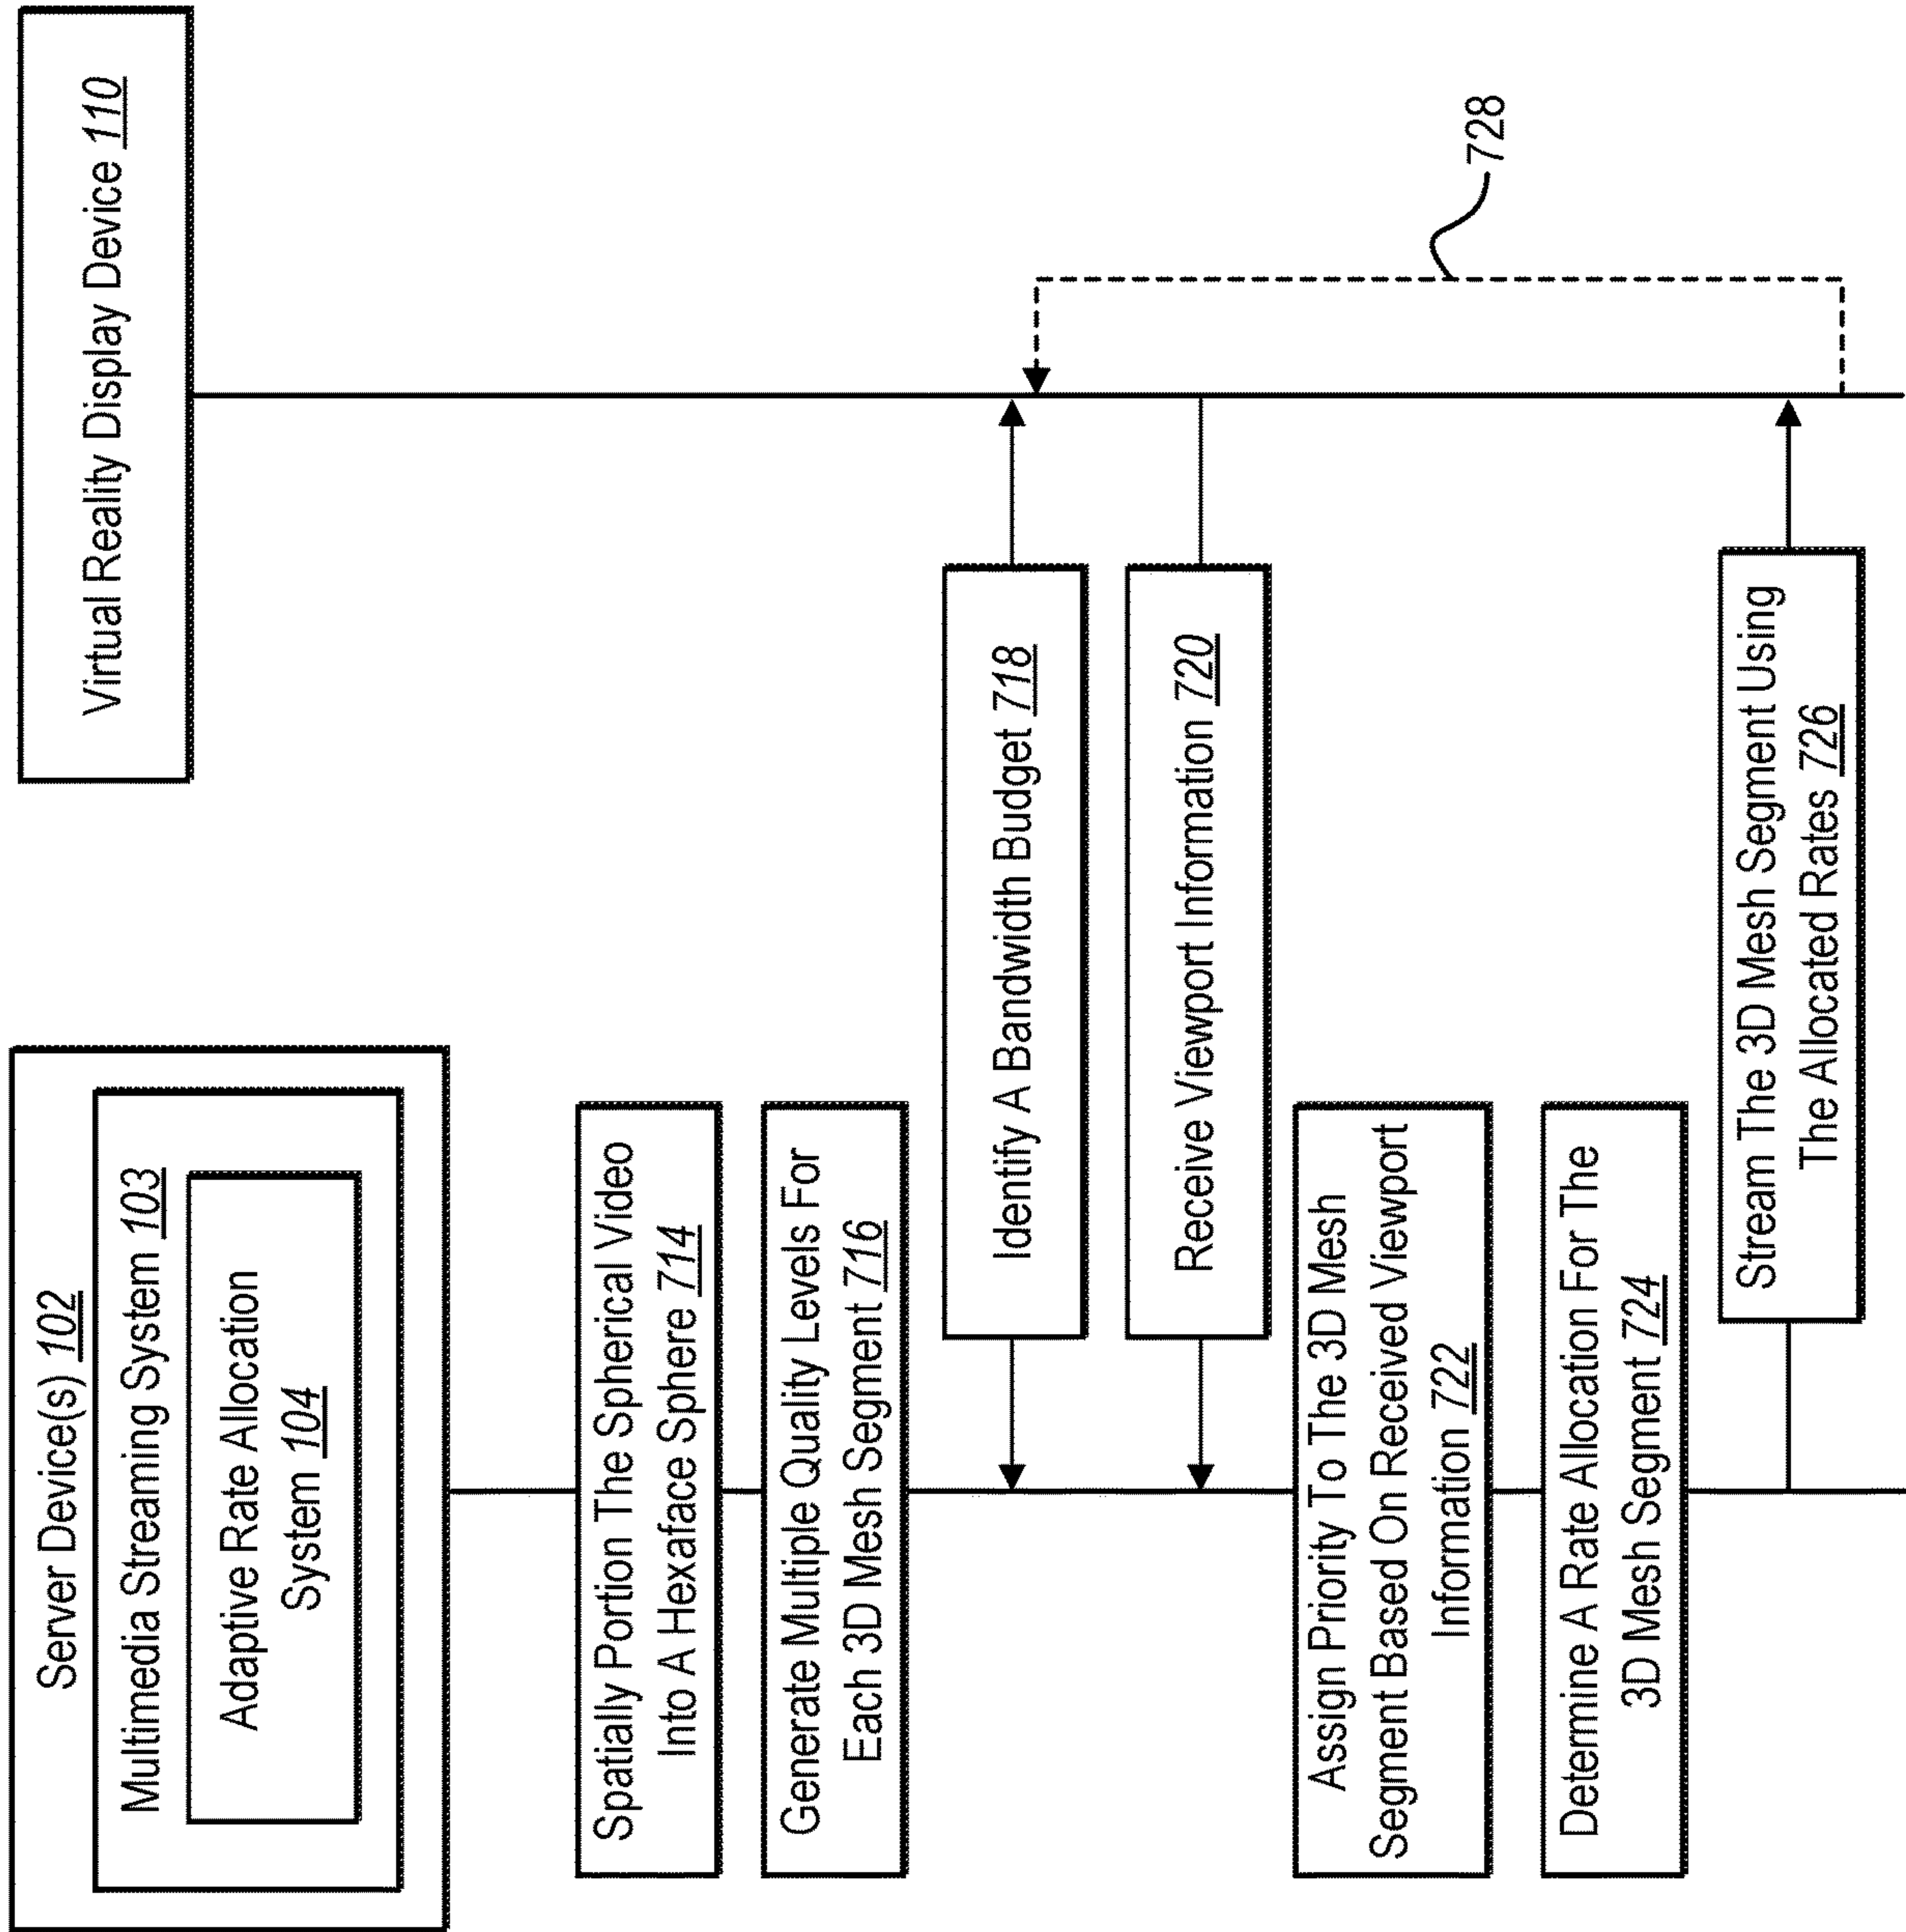 Server Device(s) 102
Multimedia Streaming System 103
Adaptive Rate Allocation
System 104
Virtual Reality Display Device 110
Spatially Portion The Spherical Video
Into A Hexaface Sphere 714
Generate Multiple Quality Levels For
Each 3D Mesh Segment 716
Identify A Bandwidth Budget 718
Receive Viewport Information 720
Assign Priority To The 3D Mesh
Segment Based On Received Viewport
Information 722
Determine A Rate Allocation For The
3D Mesh Segment 724
Stream The 3D Mesh Segment Using
The Allocated Rates 726
728